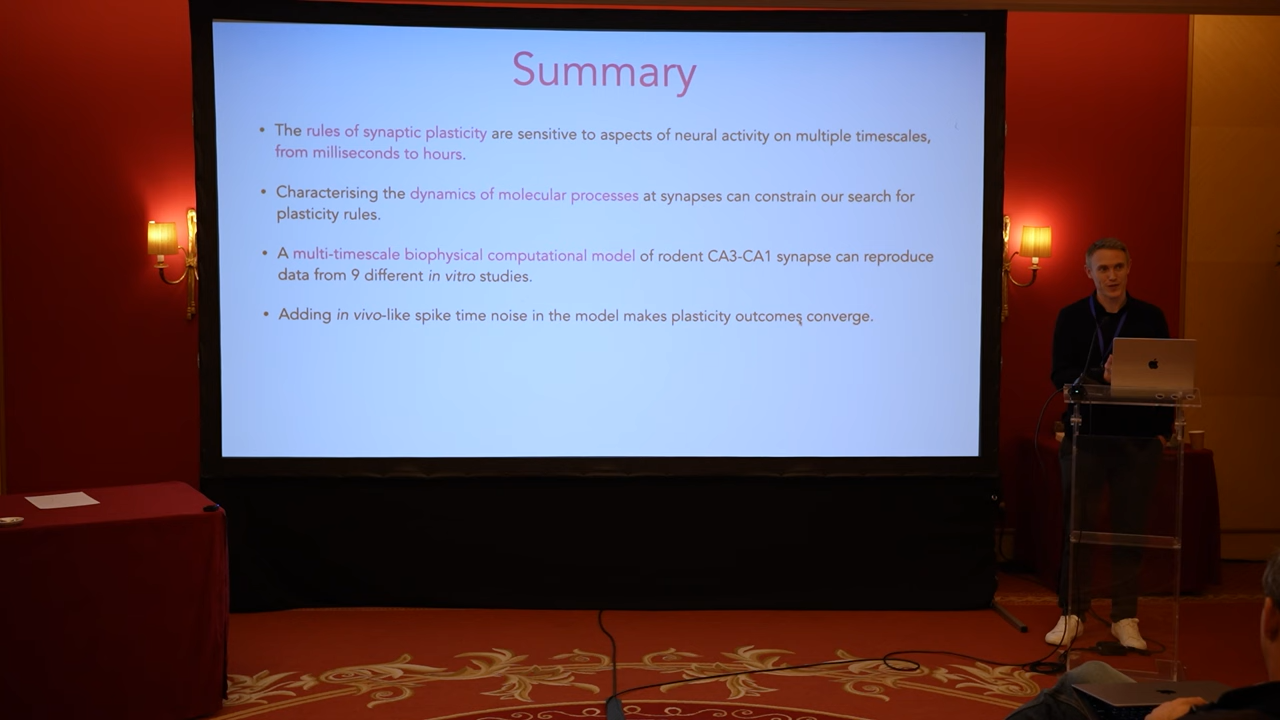 Summary
• The rules of synaptic plasticity are sensitive to aspects of neural activity on multiple timescales,
from milliseconds to hours.
• Characterising the dynamics of molecular processes at synapses can constrain our search for
plasticity rules.
• A multi-timescale biophysical computational model of rodent CA3-CA1 synapse can reproduce
data from 9 different in vitro studies.
• Adding in vivo-like spike time noise in the model makes plasticity outcomes converge.